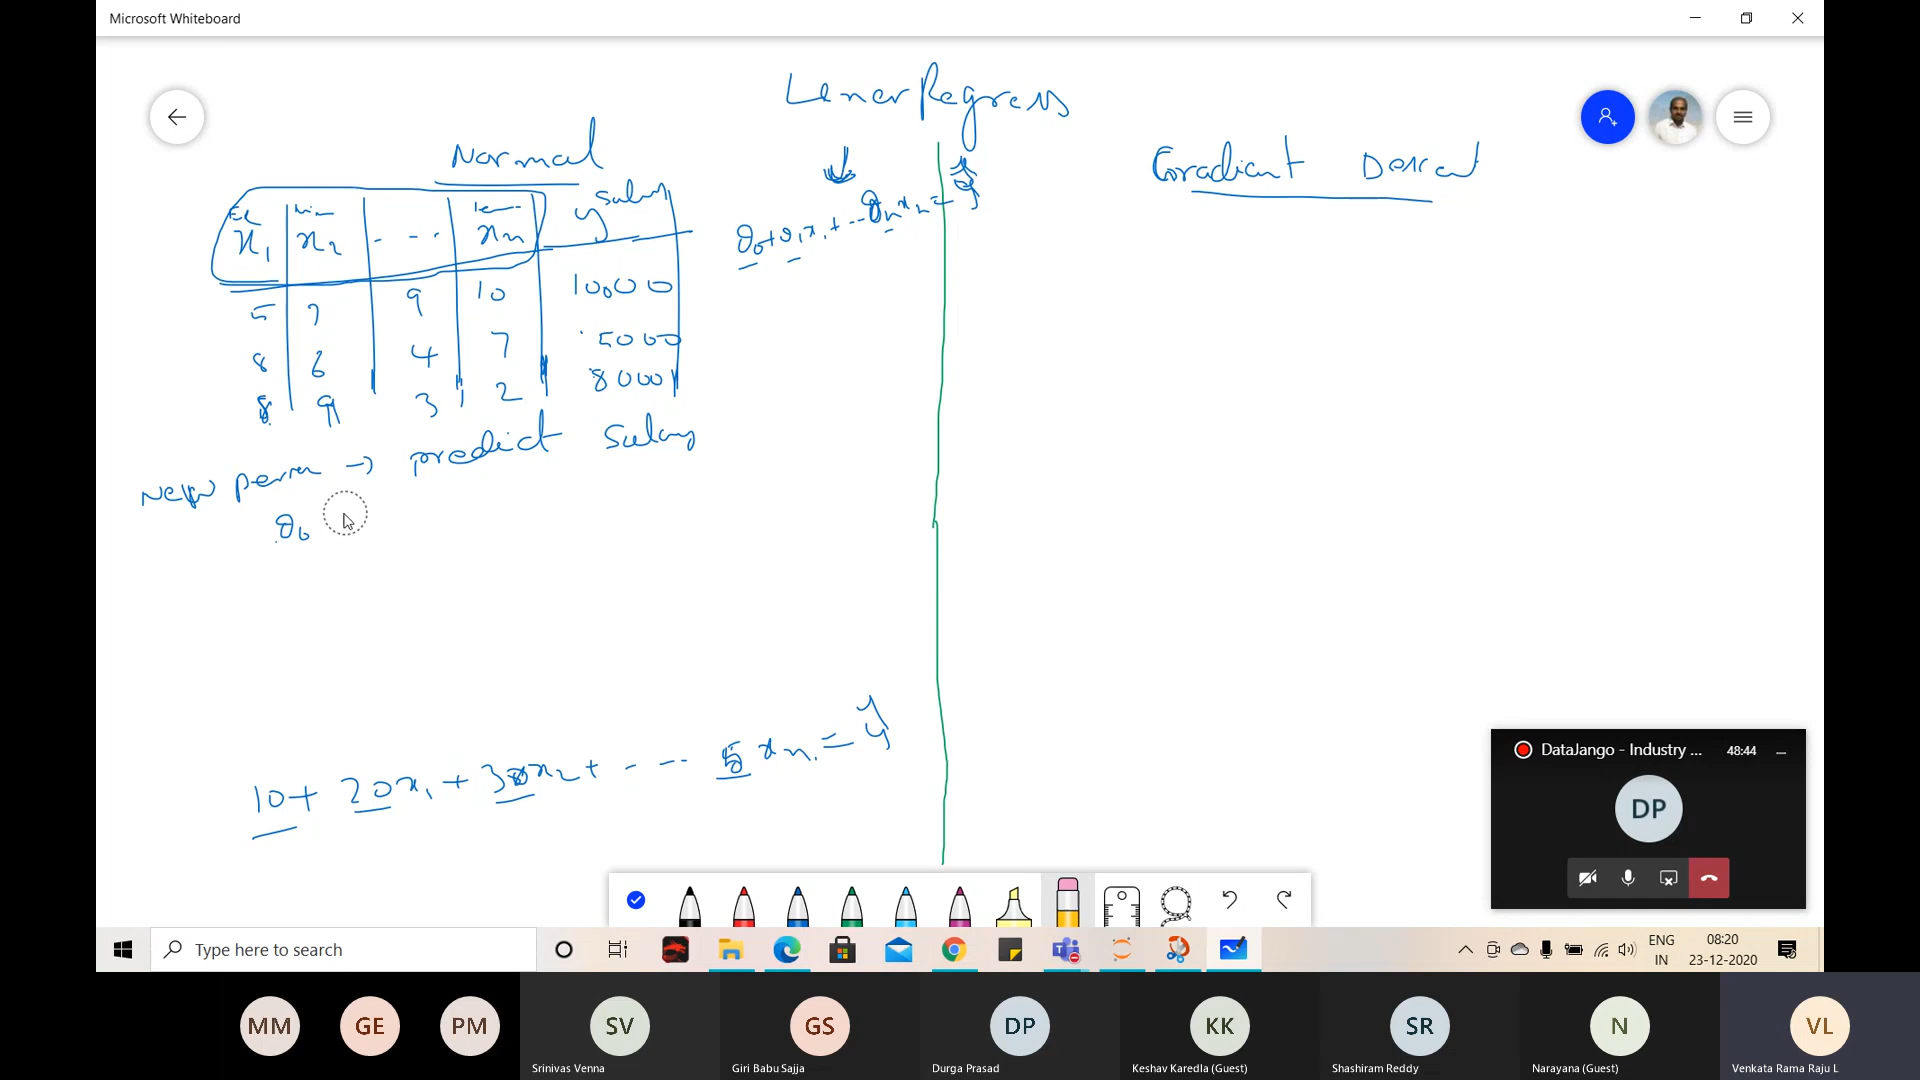 Microsoft Whiteboard
Linear Regress
Normal
Gradient Descent
x1 x2 ... xn y salary
θ0+θ1x1+...θnxn=ŷ
5 7 9 10 10000
8 6 4 7 5000
8 9 3 2 8000
New person → predict salary
θ0
10+20x1+30x2+... 5xn=ŷ
DataJango - Industry ... 48:44
DP
Type here to search
ENG
IN
08:20
23-12-2020
MM GE PM SV GS DP KK SR N VL
Srinivas Venna Giri Babu Sajja Durga Prasad Keshav Karedla (Guest) Shashiram Reddy Narayana (Guest) Venkata Rama Raju L